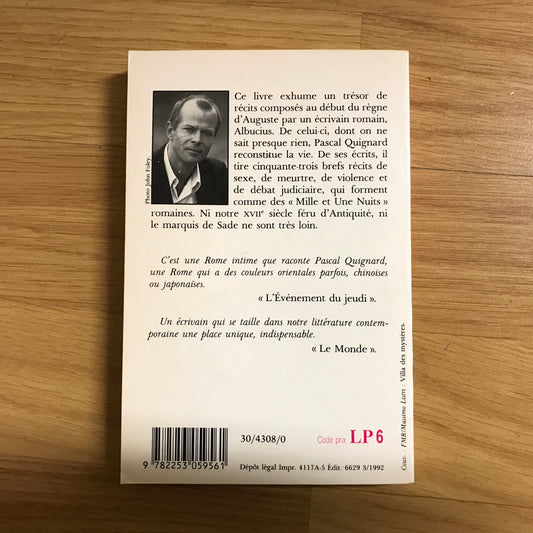 Ce livre exhume un trésor de
récits composés au début du règne
d'Auguste par un écrivain romain,
Albucius. De celui-ci, dont on ne
sait presque rien, Pascal Quignard
reconstitue la vie. De ses écrits, il
tire cinquante-trois brefs récits de
sexe, de meurtre, de violence et
de débat judiciaire, qui forment
comme des « Mille et Une Nuits »
romaines. Ni notre XVIIe siècle féru d'Antiquité, ni
le marquis de Sade ne sont très loin.
Photo John Foley.
C'est une Rome intime que raconte Pascal Quignard,
une Rome qui a des couleurs orientales parfois, chinoises
ou japonaises.
« L'Événement du jeudi ».
Un écrivain qui se taille dans notre littérature contem-
poraine une place unique, indispensable.
« Le Monde ».
Couv. : FMR/Massimo Listri : Villa des mystères.
30/4308/0
Code prix LP6
9 782253 059561
Dépôt légal Impr. 4117A-5 Édit. 6629 3/1992